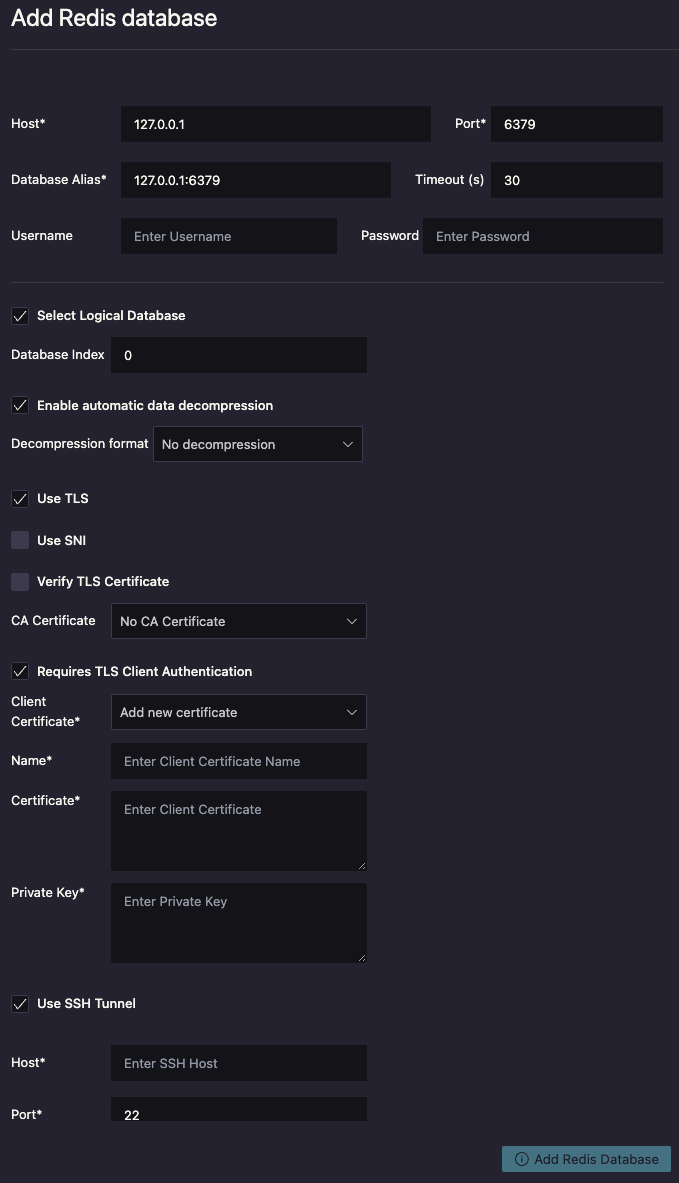 Add Redis database
Host* 127.0.0.1 Port* 6379
Database Alias* 127.0.0.1:6379 Timeout (s) 30
Username Enter Username Password Enter Password
Select Logical Database
Database Index 0
Enable automatic data decompression
Decompression format No decompression
Use TLS
Use SNI
Verify TLS Certificate
CA Certificate No CA Certificate
Requires TLS Client Authentication
Client
Certificate* Add new certificate
Name* Enter Client Certificate Name
Certificate* Enter Client Certificate
Private Key* Enter Private Key
Use SSH Tunnel
Host* Enter SSH Host
Port* 22
Add Redis Database